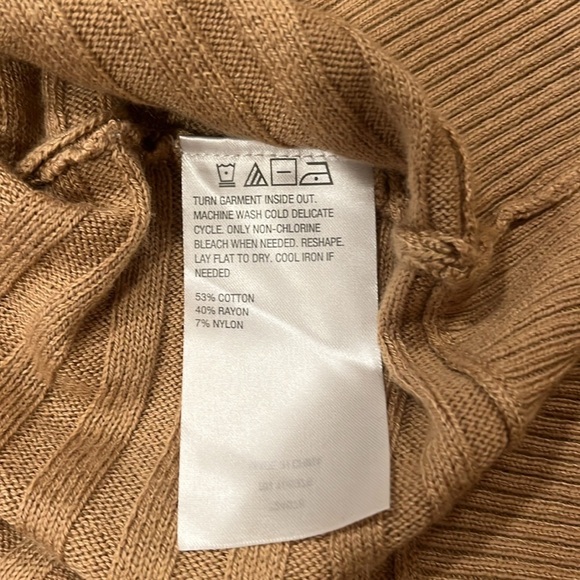 TURN GARMENT INSIDE OUT.
MACHINE WASH COLD DELICATE
CYCLE. ONLY NON-CHLORINE
BLEACH WHEN NEEDED. RESHAPE.
LAY FLAT TO DRY. COOL IRON IF
NEEDED
53% COTTON
40% RAYON
7% NYLON